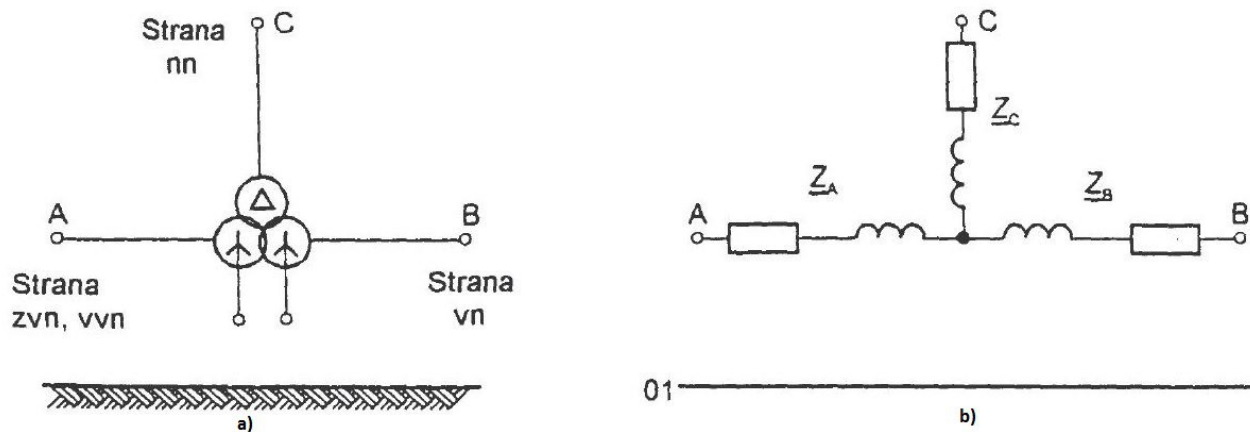 Strana
nn
C
A
B
Strana
zvn, vvn
Strana
vn
a)
C
Z_C
Z_A
Z_B
A
B
01
b)